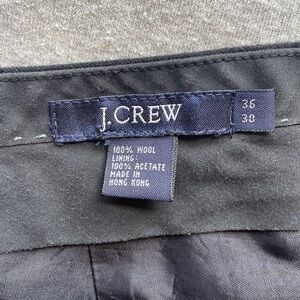 J.CREW
36
30
100% WOOL
LINING:
100% ACETATE
MADE IN
HONG KONG